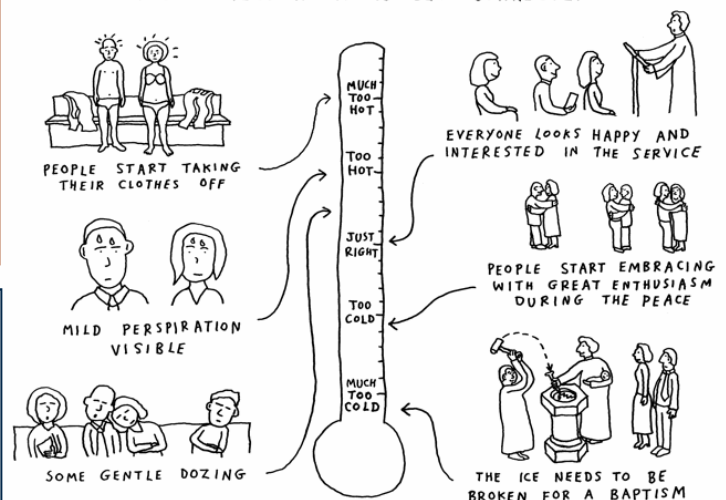 MUCH
TOO
HOT
TOO
HOT
JUST
RIGHT
TOO
COLD
MUCH
TOO
COLD
PEOPLE START TAKING
THEIR CLOTHES OFF
MILD PERSPIRATION
VISIBLE
SOME GENTLE DOZING
EVERYONE LOOKS HAPPY AND
INTERESTED IN THE SERVICE
PEOPLE START EMBRACING
WITH GREAT ENTHUSIASM
DURING THE PEACE
THE ICE NEEDS TO BE
BROKEN FOR A BAPTISM